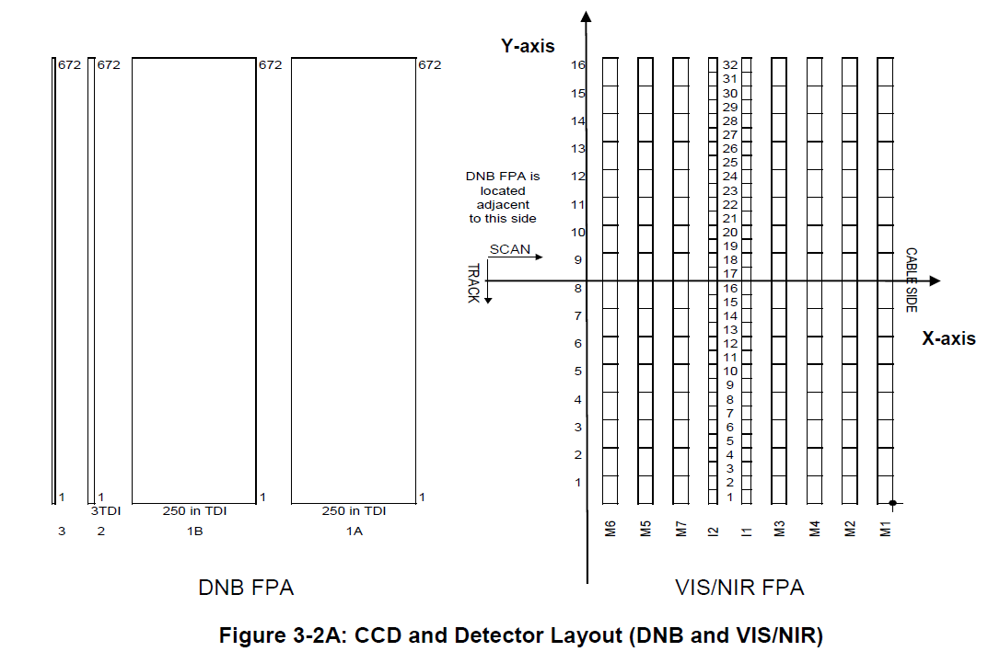 672
672
672
672
1
1
1
1
3TDI
250 in TDI
250 in TDI
3
2
1B
1A
DNB FPA
Y-axis
DNB FPA is
located
adjacent
to this side
SCAN
TRACK
16
15
14
13
12
11
10
9
8
7
6
5
4
3
2
1
32
31
30
29
28
27
26
25
24
23
22
21
20
19
18
17
16
15
14
13
12
11
10
9
8
7
6
5
4
3
2
1
CABLE SIDE
X-axis
M6
M5
M7
I2
I1
M3
M4
M2
M1
VIS/NIR FPA
Figure 3-2A: CCD and Detector Layout (DNB and VIS/NIR)